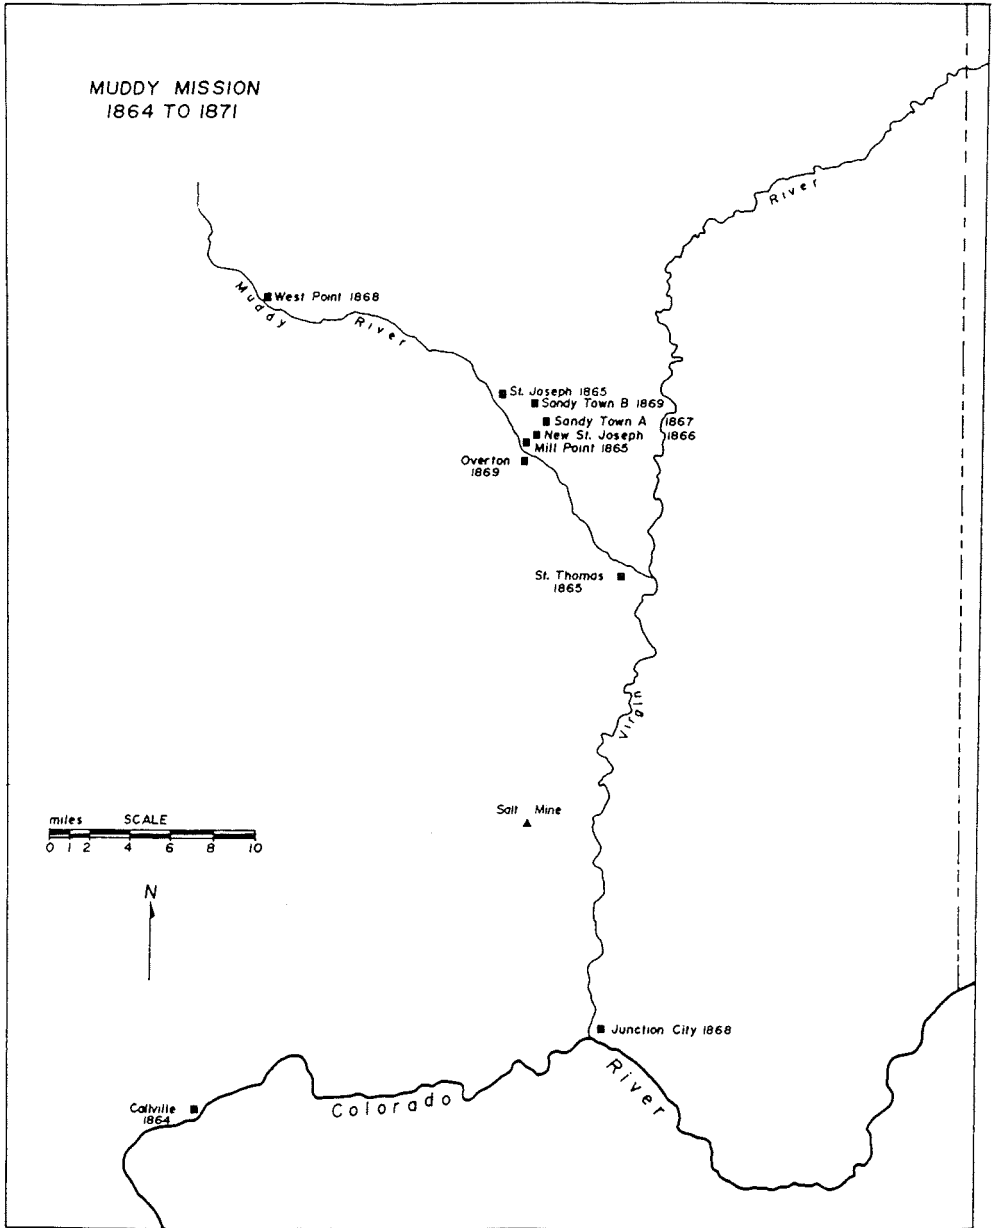 MUDDY MISSION
1864 TO 1871
River
West Point 1868
Muddy River
St. Joseph 1865
Sandy Town B 1869
Sandy Town A 1867
New St. Joseph 1866
Mill Point 1865
Overton
1869
St. Thomas
1865
Virgin
Salt Mine
miles SCALE
0 1 2 4 6 8 10
N
Junction City 1868
Colorado River
Callville
1864